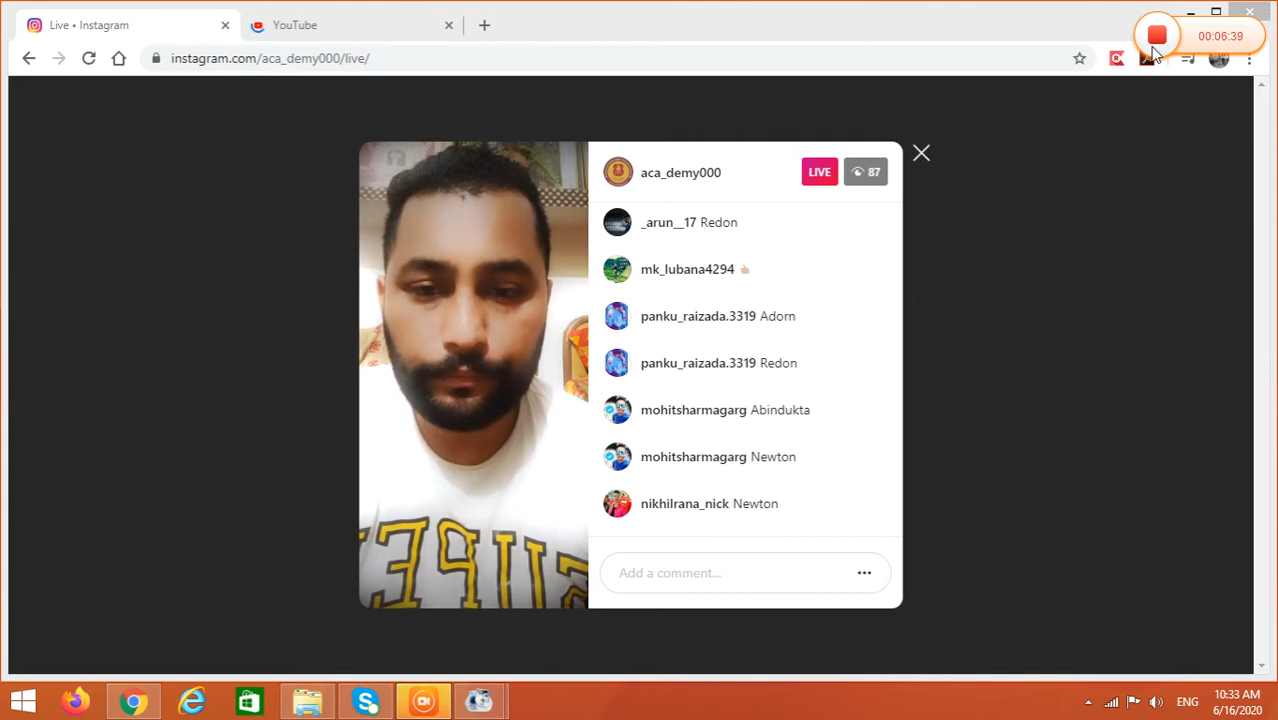 Live • Instagram
YouTube
00:06:39
instagram.com/aca_demy000/live/
aca_demy000
LIVE
87
_arun__17 Redon
mk_lubana4294
panku_raizada.3319 Adorn
panku_raizada.3319 Redon
mohitsharmagarg Abindukta
mohitsharmagarg Newton
nikhilrana_nick Newton
Add a comment...
ENG
10:33 AM
6/16/2020